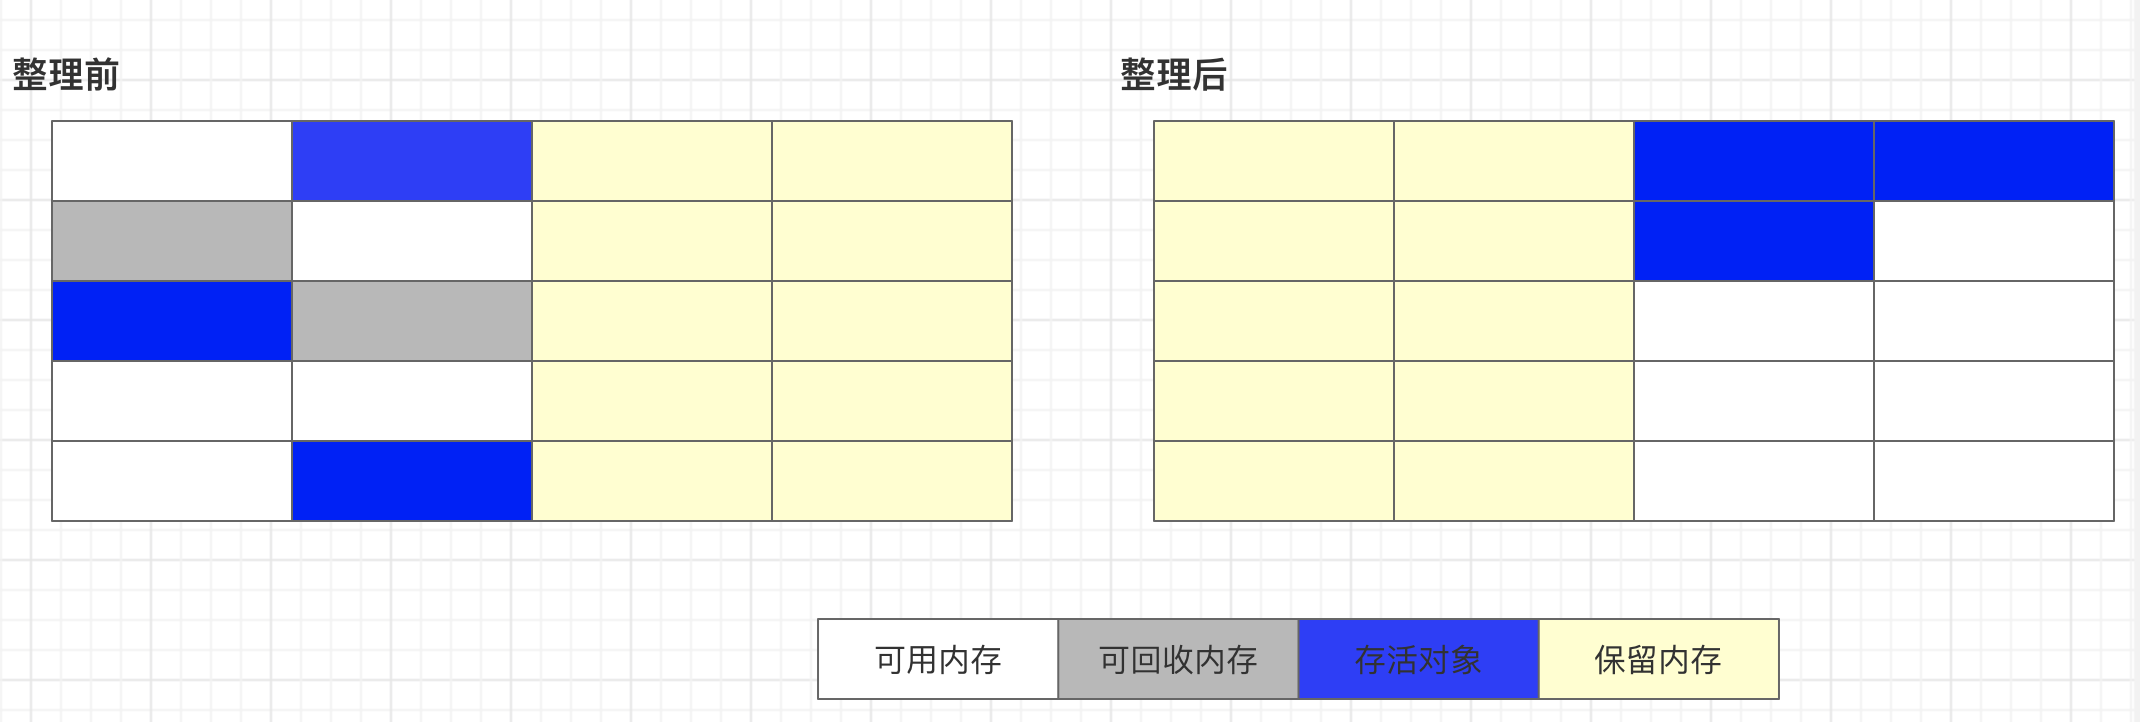 整理前
整理后
可用内存
可回收内存
存活对象
保留内存